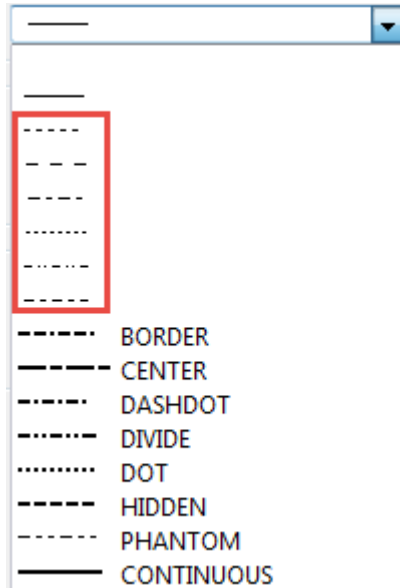 BORDER
CENTER
DASHDOT
DIVIDE
DOT
HIDDEN
PHANTOM
CONTINUOUS